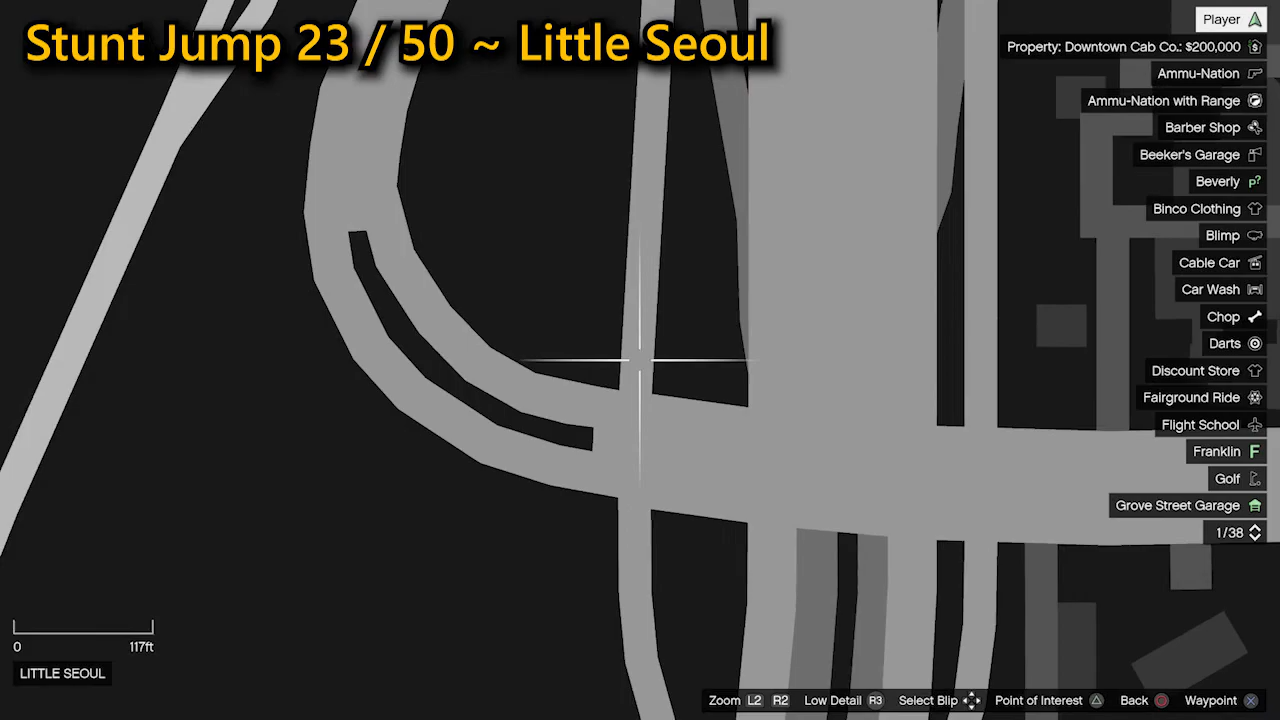 Stunt Jump 23 / 50 ~ Little Seoul
Player
Property: Downtown Cab Co.: $200,000
Ammu-Nation
Ammu-Nation with Range
Barber Shop
Beeker's Garage
Beverly P?
Binco Clothing
Blimp
Cable Car
Car Wash
Chop
Darts
Discount Store
Fairground Ride
Flight School
Franklin F
Golf
Grove Street Garage
1/38
0 117ft
LITTLE SEOUL
Zoom L2 R2 Low Detail R3 Select Blip Point of Interest Back Waypoint